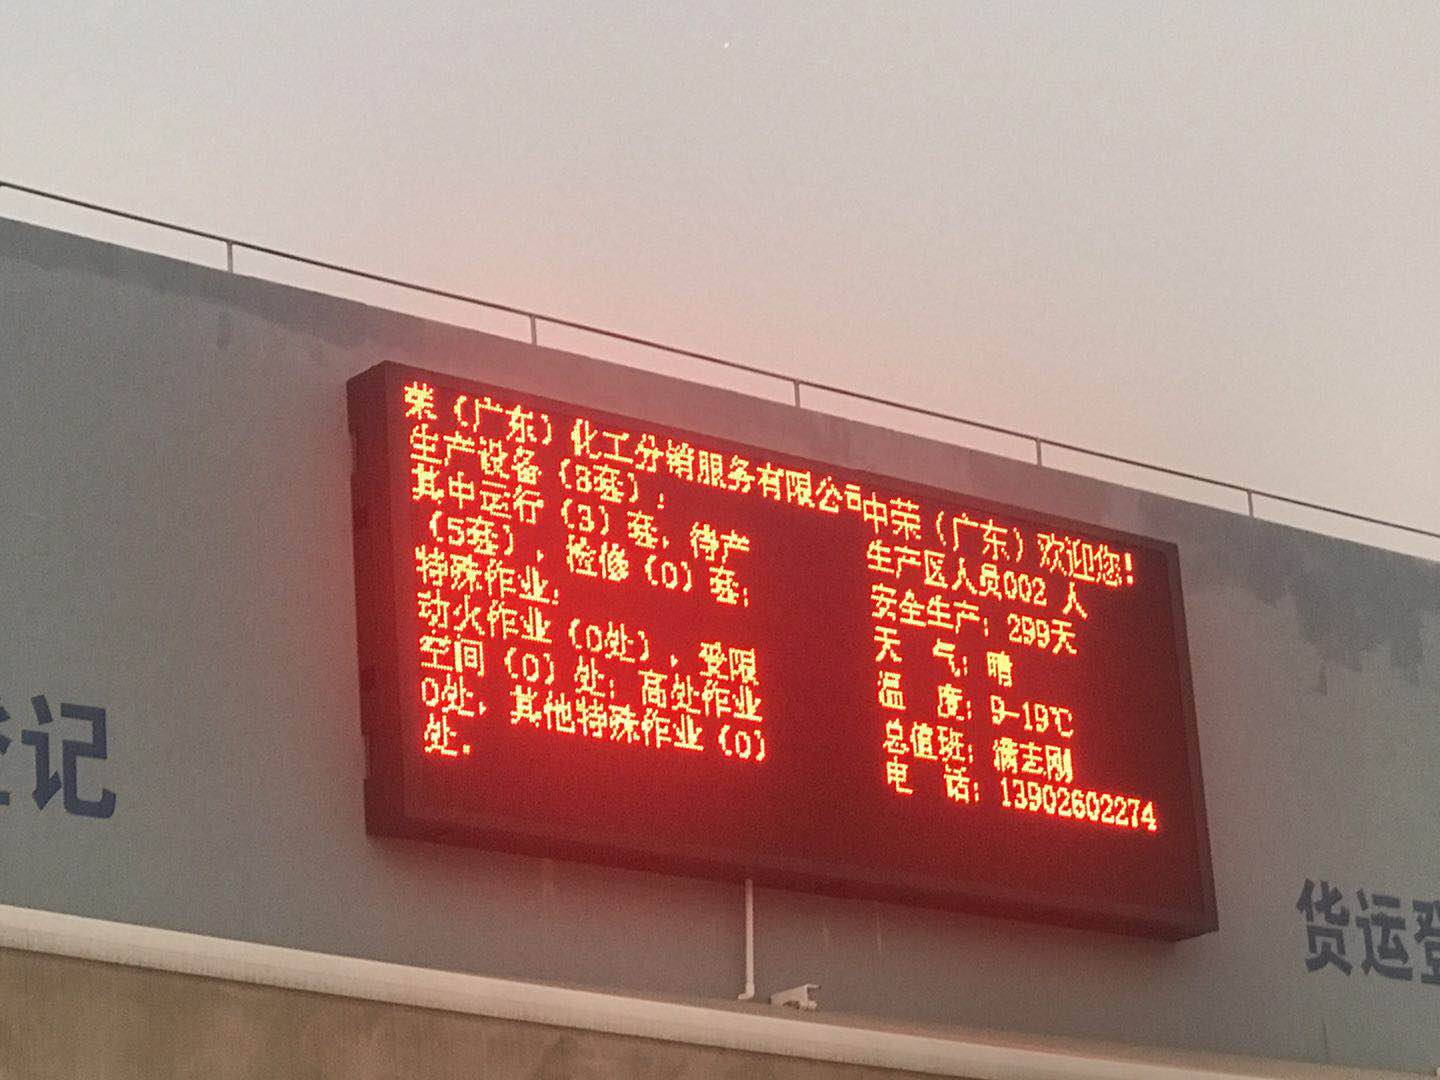 荣（广东）化工分销服务有限公司
生产设备（8套）；
其中运行（3）套，待产
（5套），检修（0）套；
特殊作业：
动火作业（0处），受限
空间（0）处；高处作业
0处，其他特殊作业（0）
处．
中荣（广东）欢迎您！
生产区人员002 人
安全生产：299天
天 气：晴
温 度：9-19℃
总值班：满志刚
电 话：13902602274
登记
货运登